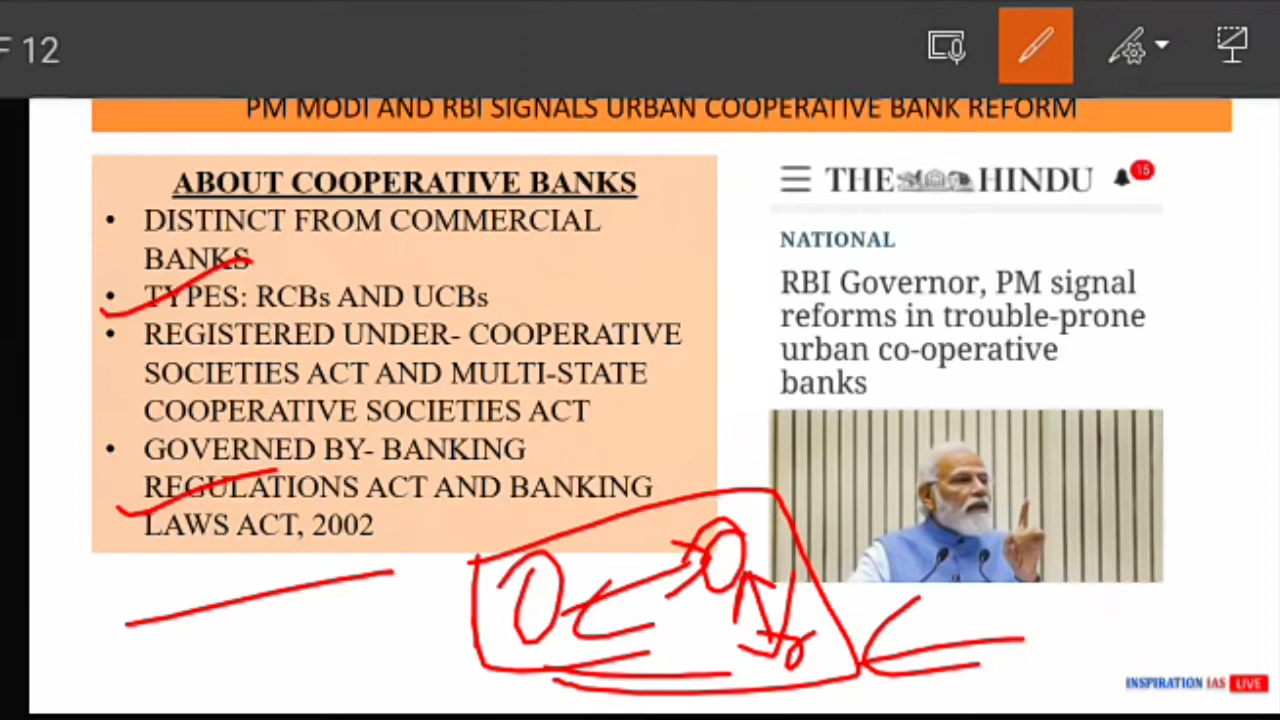 F 12
PM MODI AND RBI SIGNALS URBAN COOPERATIVE BANK REFORM
ABOUT COOPERATIVE BANKS
• DISTINCT FROM COMMERCIAL
BANKS
• TYPES: RCBs AND UCBs
• REGISTERED UNDER- COOPERATIVE
SOCIETIES ACT AND MULTI-STATE
COOPERATIVE SOCIETIES ACT
• GOVERNED BY- BANKING
REGULATIONS ACT AND BANKING
LAWS ACT, 2002
THE HINDU
15
NATIONAL
RBI Governor, PM signal
reforms in trouble-prone
urban co-operative
banks
INSPIRATION IAS LIVE